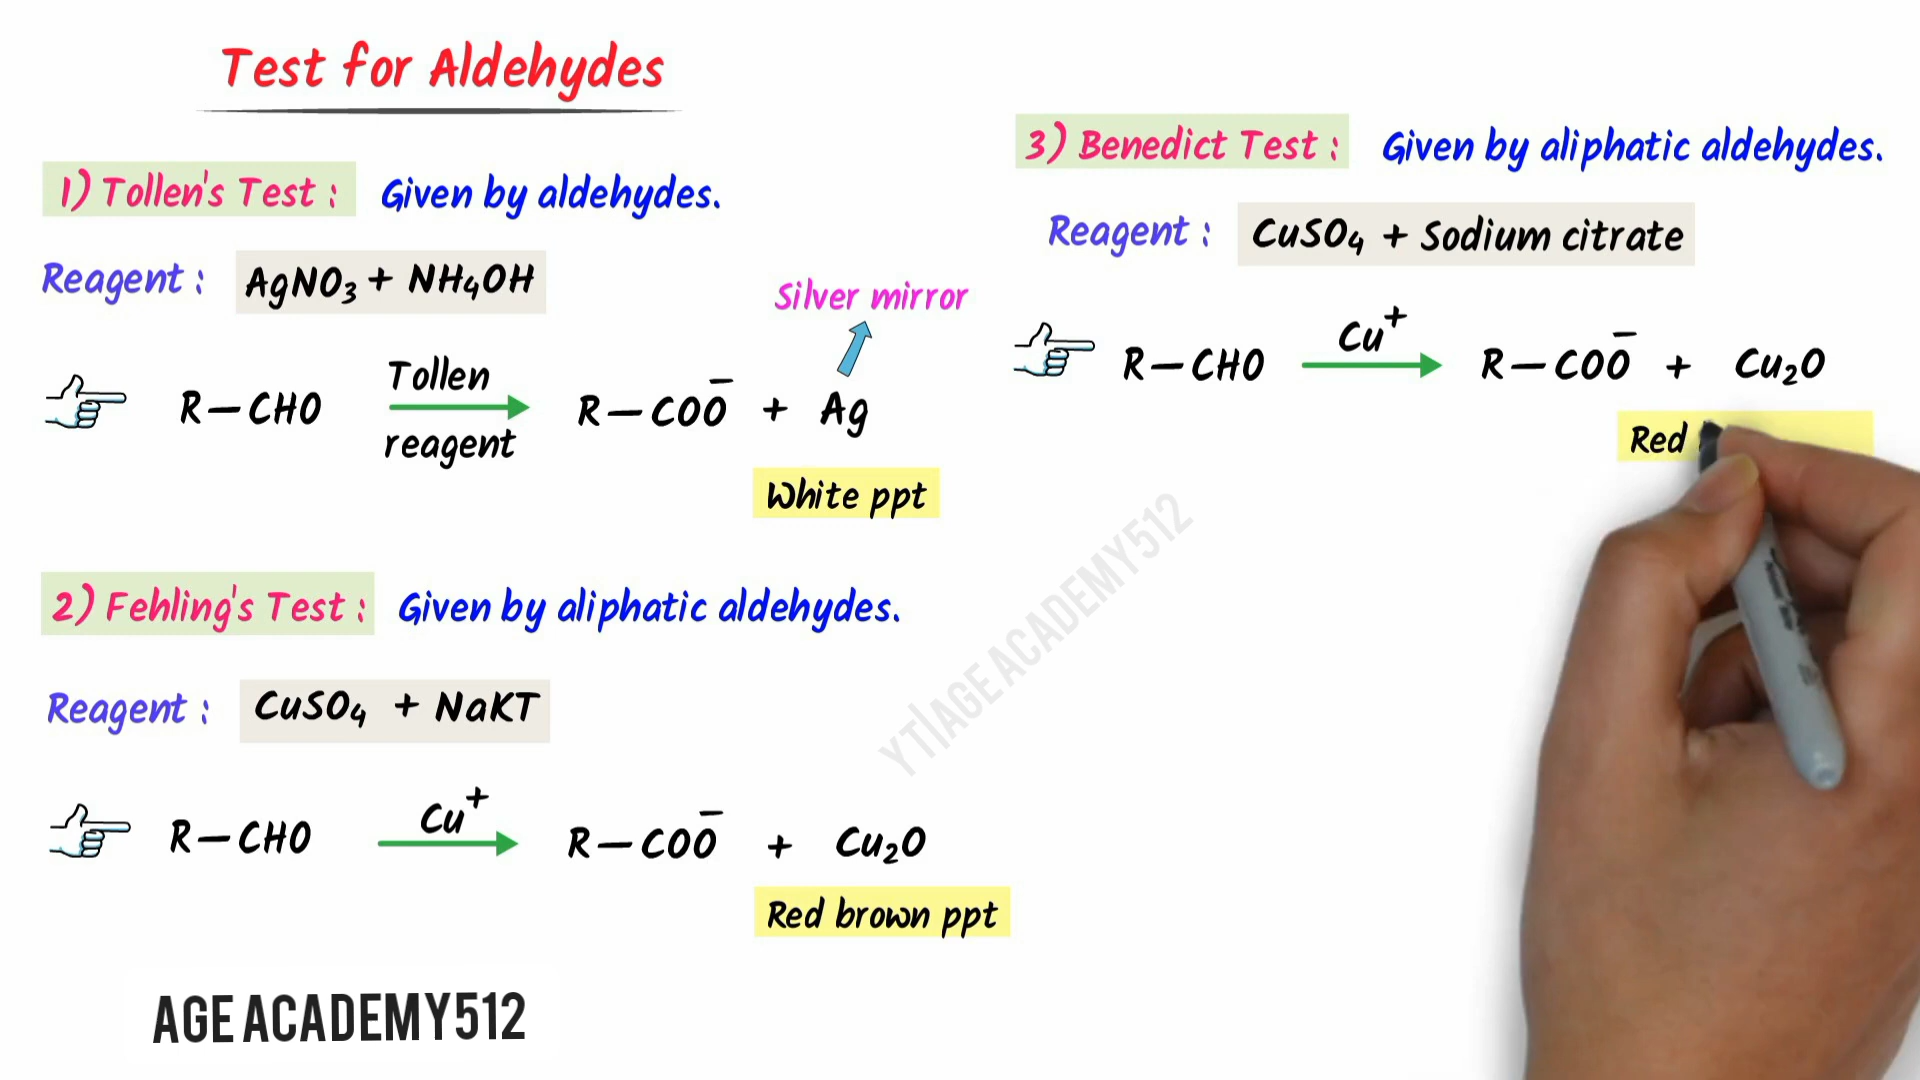 Test for Aldehydes
1) Tollen's Test : Given by aldehydes.
Reagent : AgNO₃ + NH₄OH
Silver mirror
R—CHO Tollen reagent R—COO⁻ + Ag
White ppt
2) Fehling's Test : Given by aliphatic aldehydes.
Reagent : CuSO₄ + NaKT
R—CHO Cu⁺ R—COO⁻ + Cu₂O
Red brown ppt
3) Benedict Test : Given by aliphatic aldehydes.
Reagent : CuSO₄ + Sodium citrate
R—CHO Cu⁺ R—COO⁻ + Cu₂O
Red
YT|AGE ACADEMY512
AGE ACADEMY512